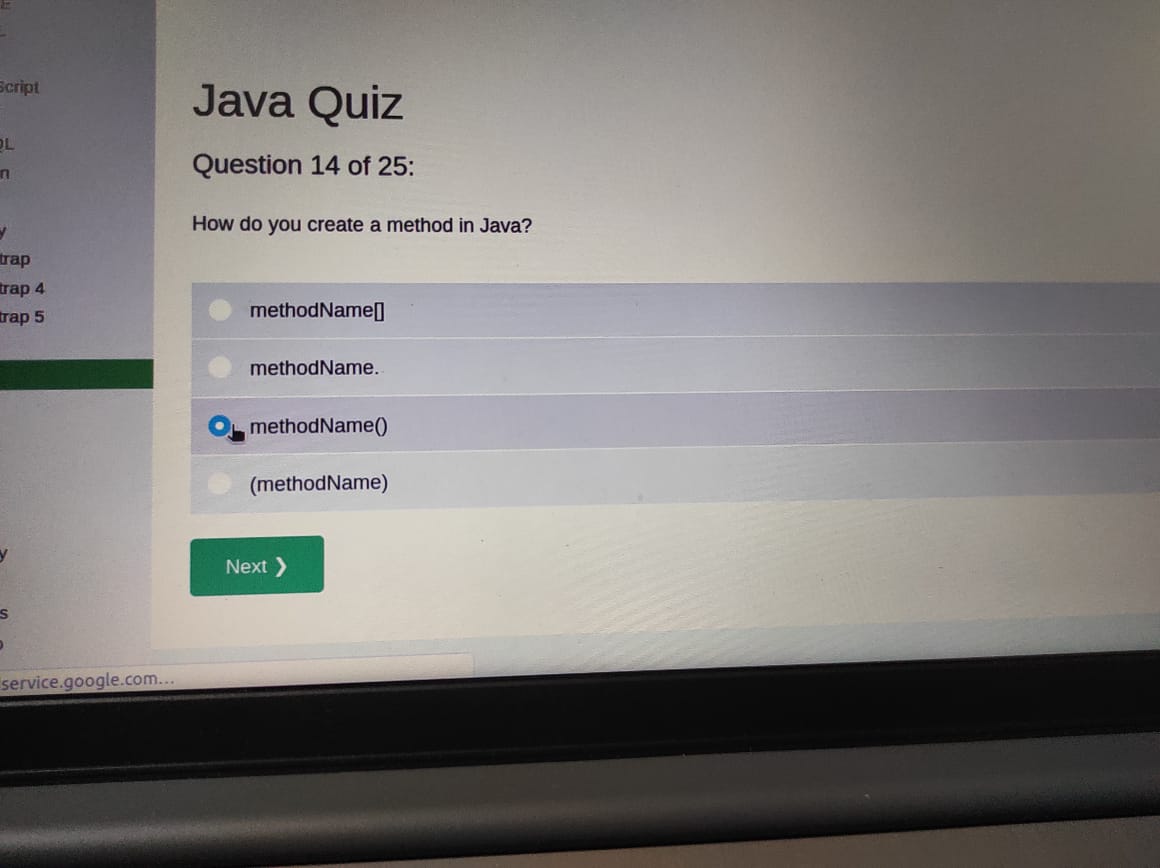 Java Quiz
Question 14 of 25:
How do you create a method in Java?
methodName[]
methodName.
methodName()
(methodName)
Next ❯
Script
QL
n
y
trap
trap 4
trap 5
y
s
service.google.com...